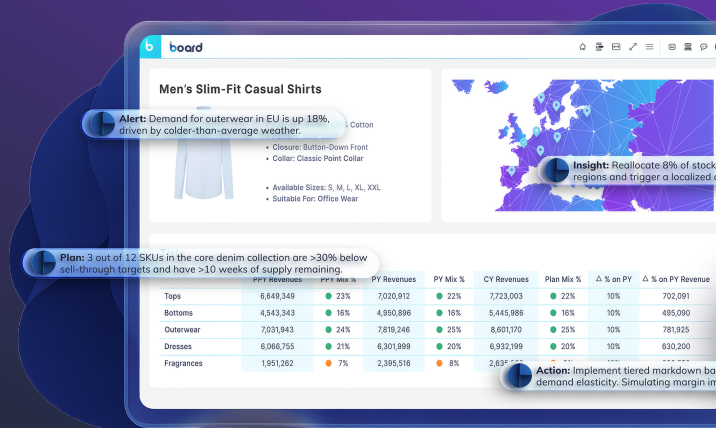 b board
Men's Slim-Fit Casual Shirts
Alert: Demand for outerwear in EU is up 18%,
driven by colder-than-average weather.
% Cotton
• Closure: Button-Down Front
• Collar: Classic Point Collar
• Available Sizes: S, M, L, XL, XXL
• Suitable For: Office Wear
Insight: Reallocate 8% of stock
regions and trigger a localized
Plan: 3 out of 12 SKUs in the core denim collection are >30% below
sell-through targets and have >10 weeks of supply remaining.
PPY Revenues PPY Mix % PY Revenues PY Mix % CY Revenues Plan Mix % △ % on PY △ % on PY Revenue
Tops 6,649,349 23% 7,020,912 22% 7,723,003 22% 10% 702,091
Bottoms 4,543,343 16% 4,950,896 16% 5,445,986 16% 10% 495,090
Outerwear 7,031,943 24% 7,819,246 25% 8,601,170 25% 10% 781,925
Dresses 6,066,755 21% 6,301,999 20% 6,932,199 20% 10% 630,200
Fragrances 1,951,262 7% 2,395,516 8%
Action: Implement tiered markdown
demand elasticity. Simulating margin